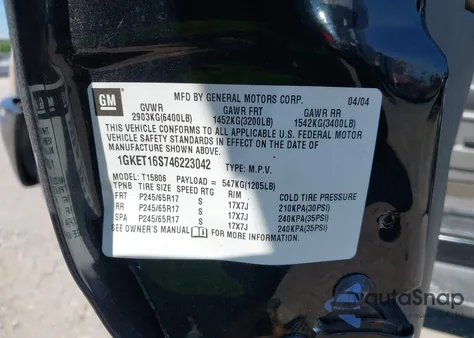 GM
MFD BY GENERAL MOTORS CORP. 04/04
GVWR GAWR FRT GAWR RR
2903KG(6400LB) 1452KG(3200LB) 1542KG(3400LB)
THIS VEHICLE CONFORMS TO ALL APPLICABLE U.S. FEDERAL MOTOR
VEHICLE SAFETY STANDARDS IN EFFECT ON THE DATE OF
MANUFACTURE SHOWN ABOVE.
1GKET16S746223042 TYPE: M.P.V.
MODEL: T15806 PAYLOAD = 547KG(1205LB)
TPNB TIRE SIZE SPEED RTG RIM COLD TIRE PRESSURE
FRT P245/65R17 S 17X7J 210KPA(30PSI)
RR P245/65R17 S 17X7J 240KPA(35PSI)
SPA P245/65R17 S 17X7J 240KPA(35PSI)
SEE OWNER'S MANUAL FOR MORE INFORMATION
autoSnap